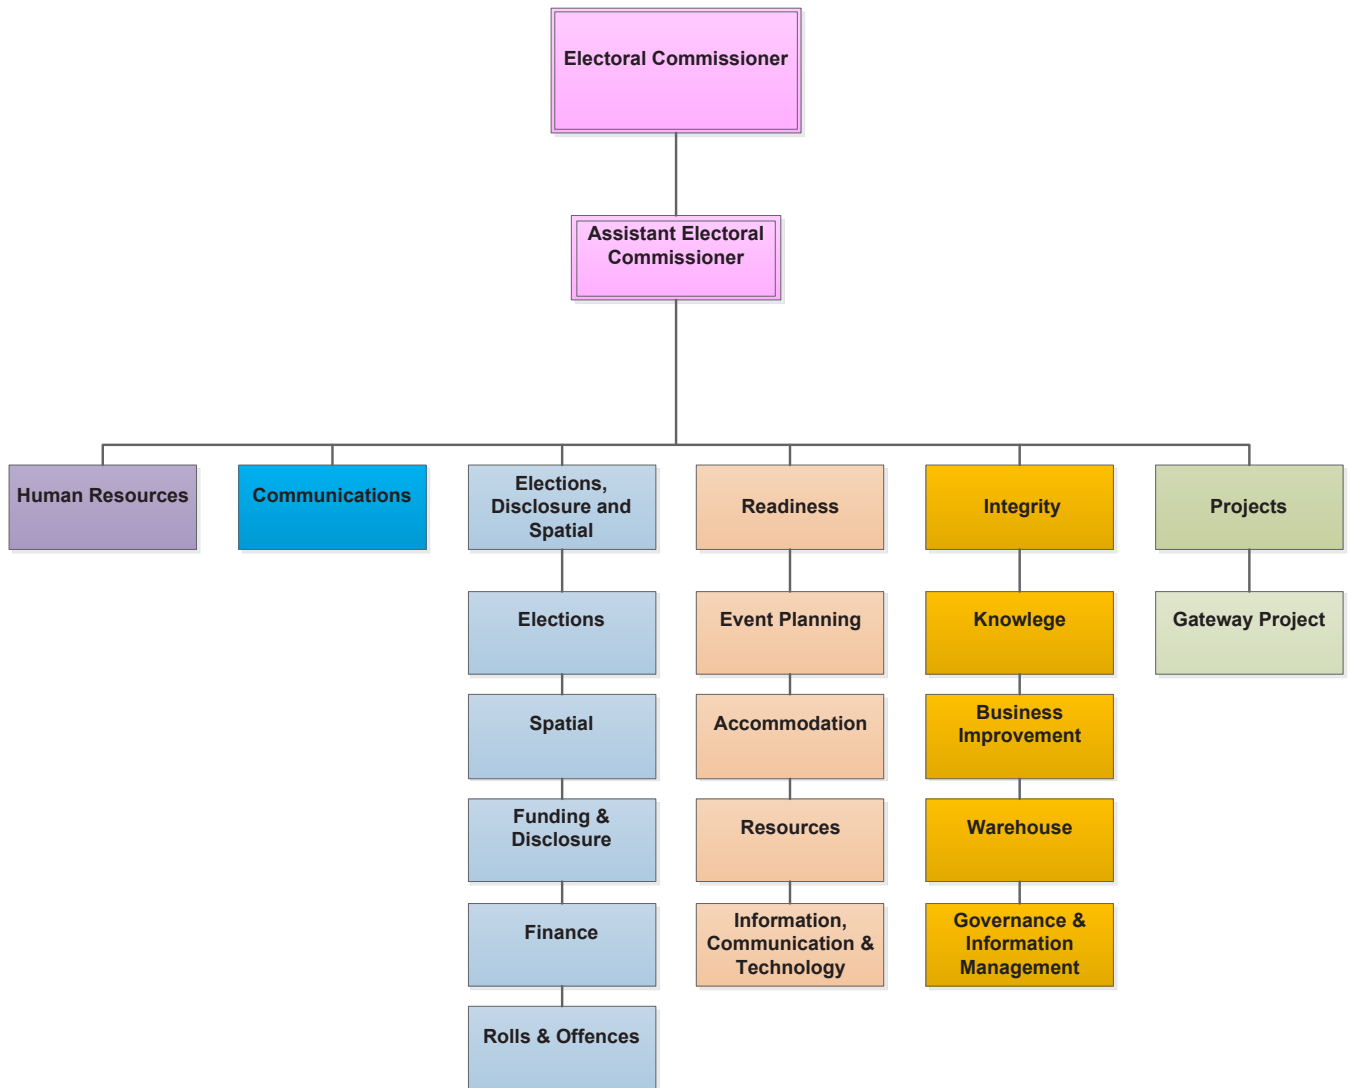 Electoral Commissioner
Assistant Electoral
Commissioner
Human Resources
Communications
Elections,
Disclosure and
Spatial
Readiness
Integrity
Projects
Elections
Event Planning
Knowlege
Gateway Project
Spatial
Accommodation
Business
Improvement
Funding &
Disclosure
Resources
Warehouse
Finance
Information,
Communication &
Technology
Governance &
Information
Management
Rolls & Offences